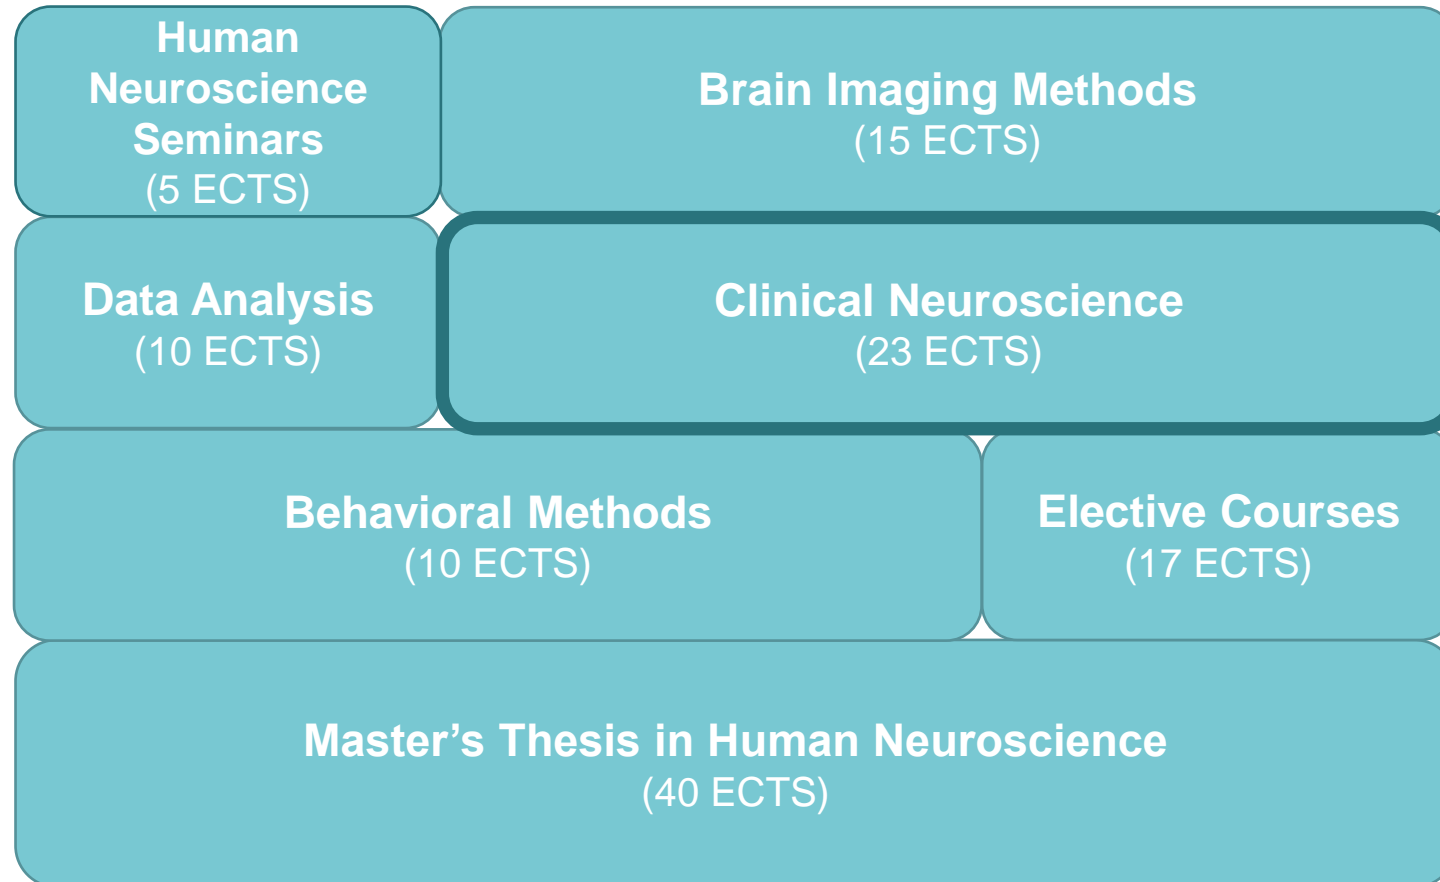 Human
Neuroscience
Seminars
(5 ECTS)
Brain Imaging Methods
(15 ECTS)
Data Analysis
(10 ECTS)
Clinical Neuroscience
(23 ECTS)
Behavioral Methods
(10 ECTS)
Elective Courses
(17 ECTS)
Master’s Thesis in Human Neuroscience
(40 ECTS)